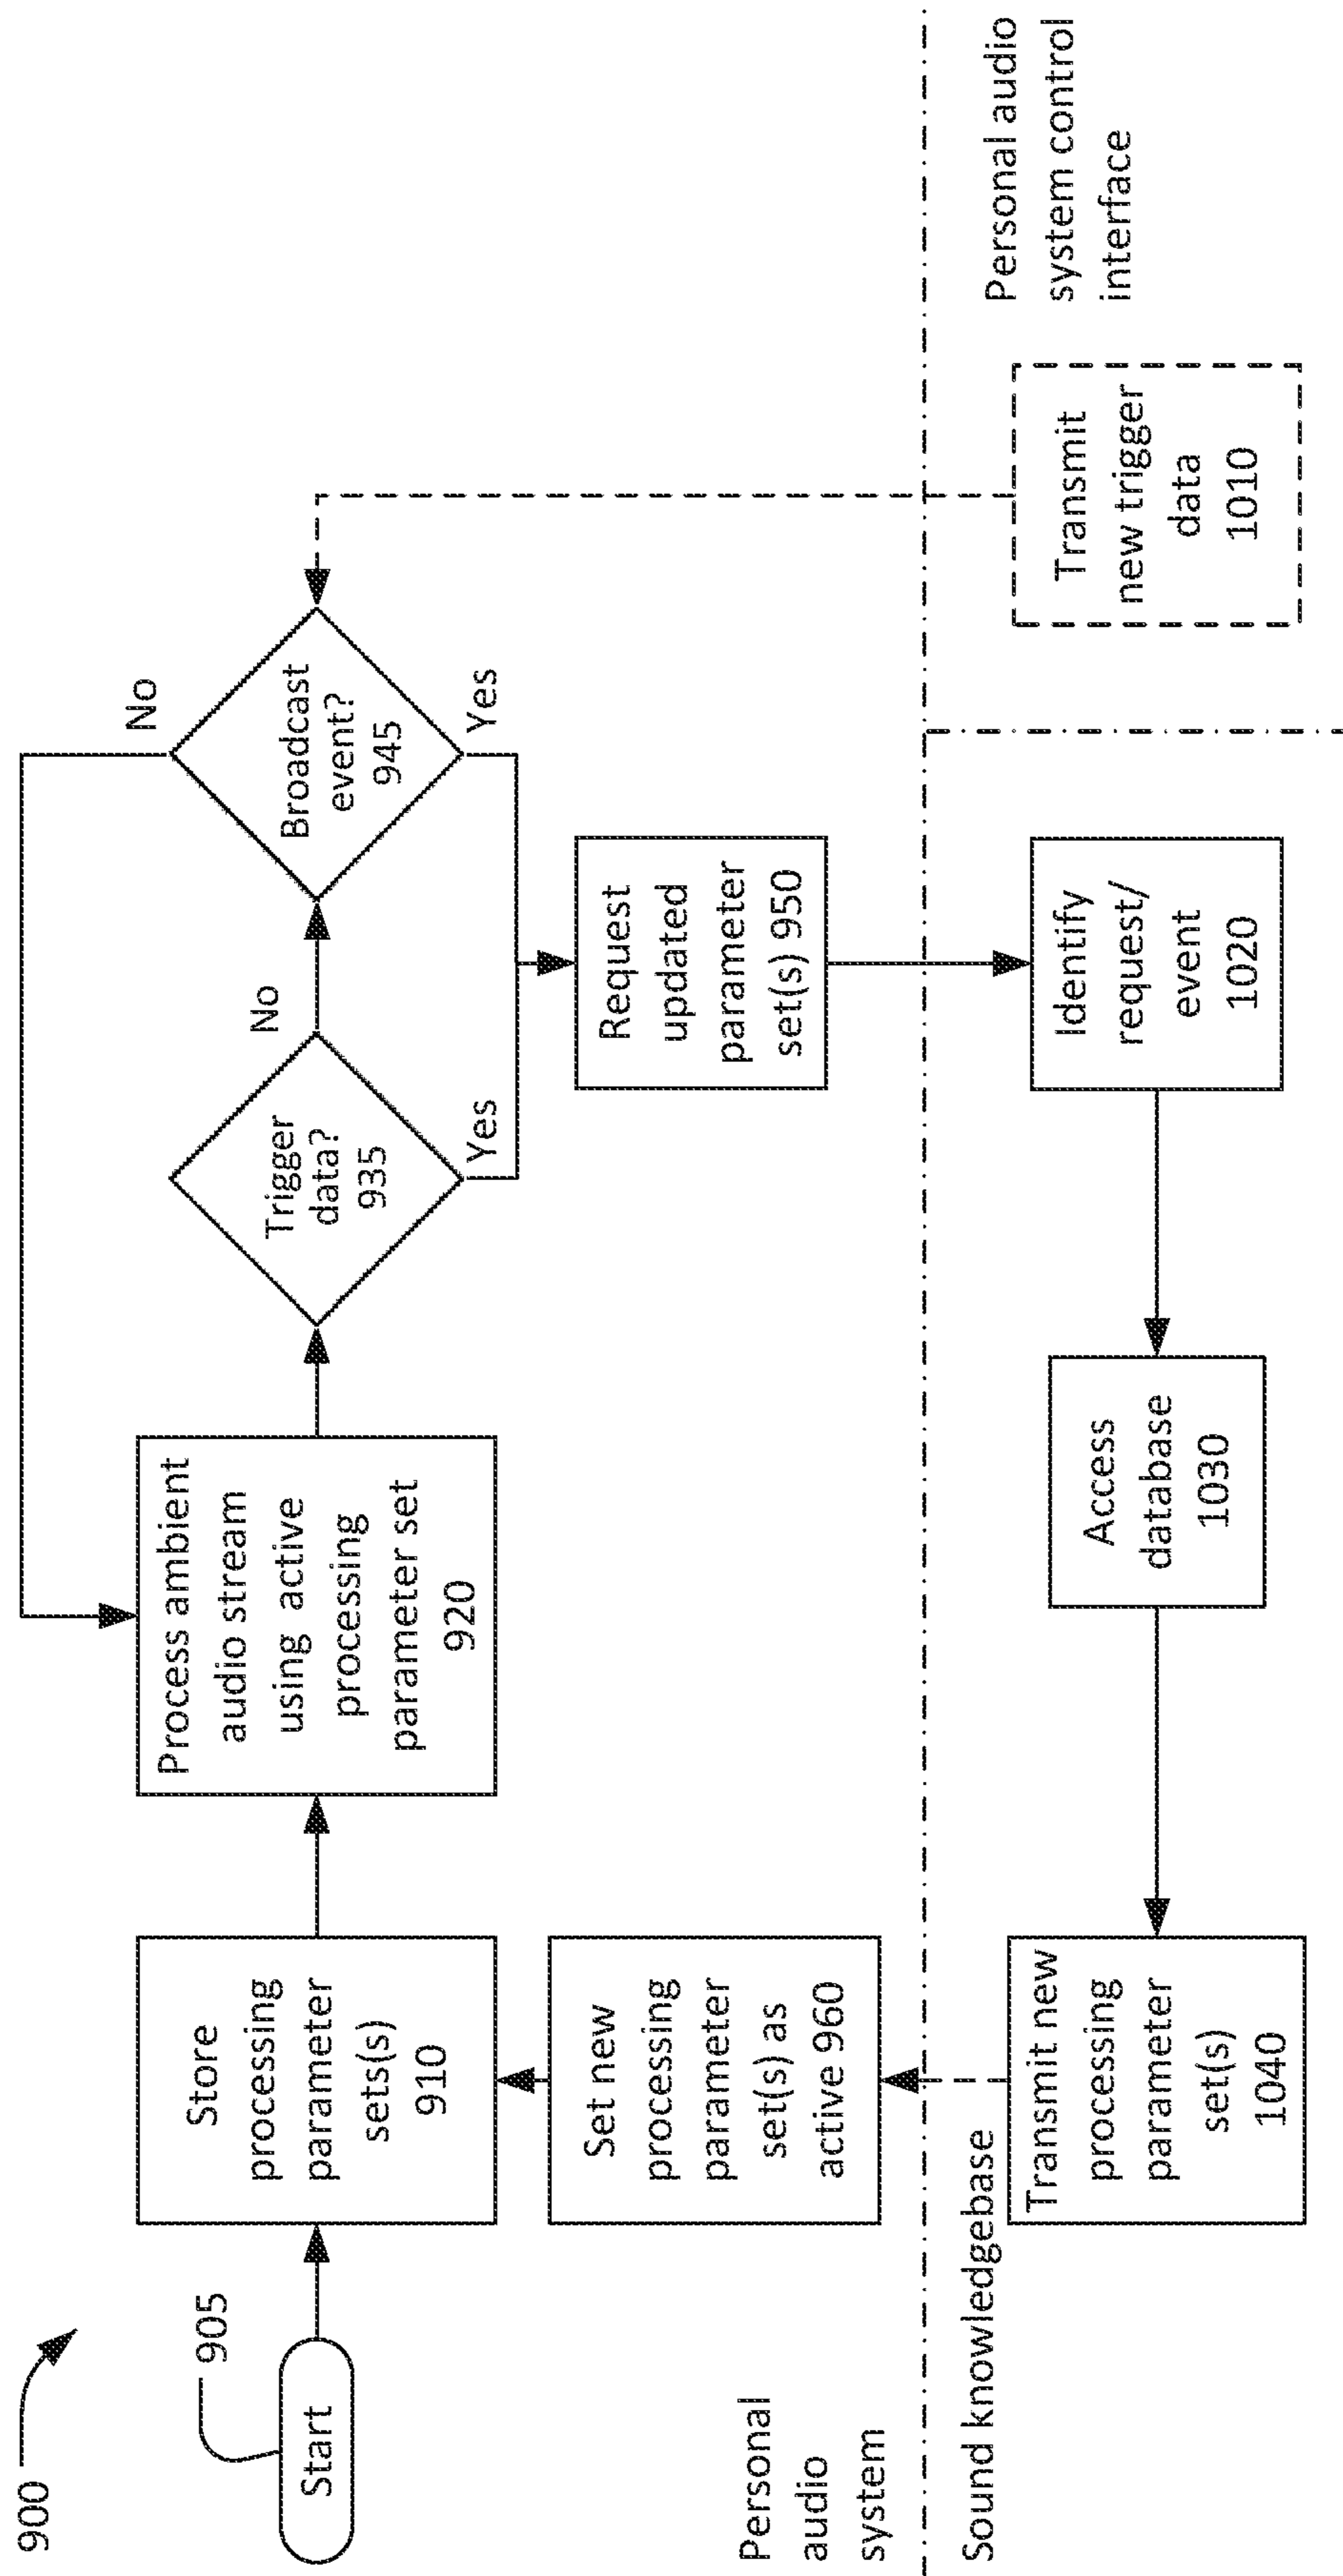 900
905
Start
Store
processing
parameter
sets(s)
910
Process ambient
audio stream
using active
processing
parameter set
920
Trigger
data?
935
No
Yes
Broadcast
event?
945
No
Yes
Request
updated
parameter
set(s) 950
Set new
processing
parameter
set(s) as
active 960
Personal
audio
system
Sound knowledgebase
Transmit new
processing
parameter
set(s)
1040
Access
database
1030
Identify
request/
event
1020
Transmit
new trigger
data
1010
Personal audio
system control
interface